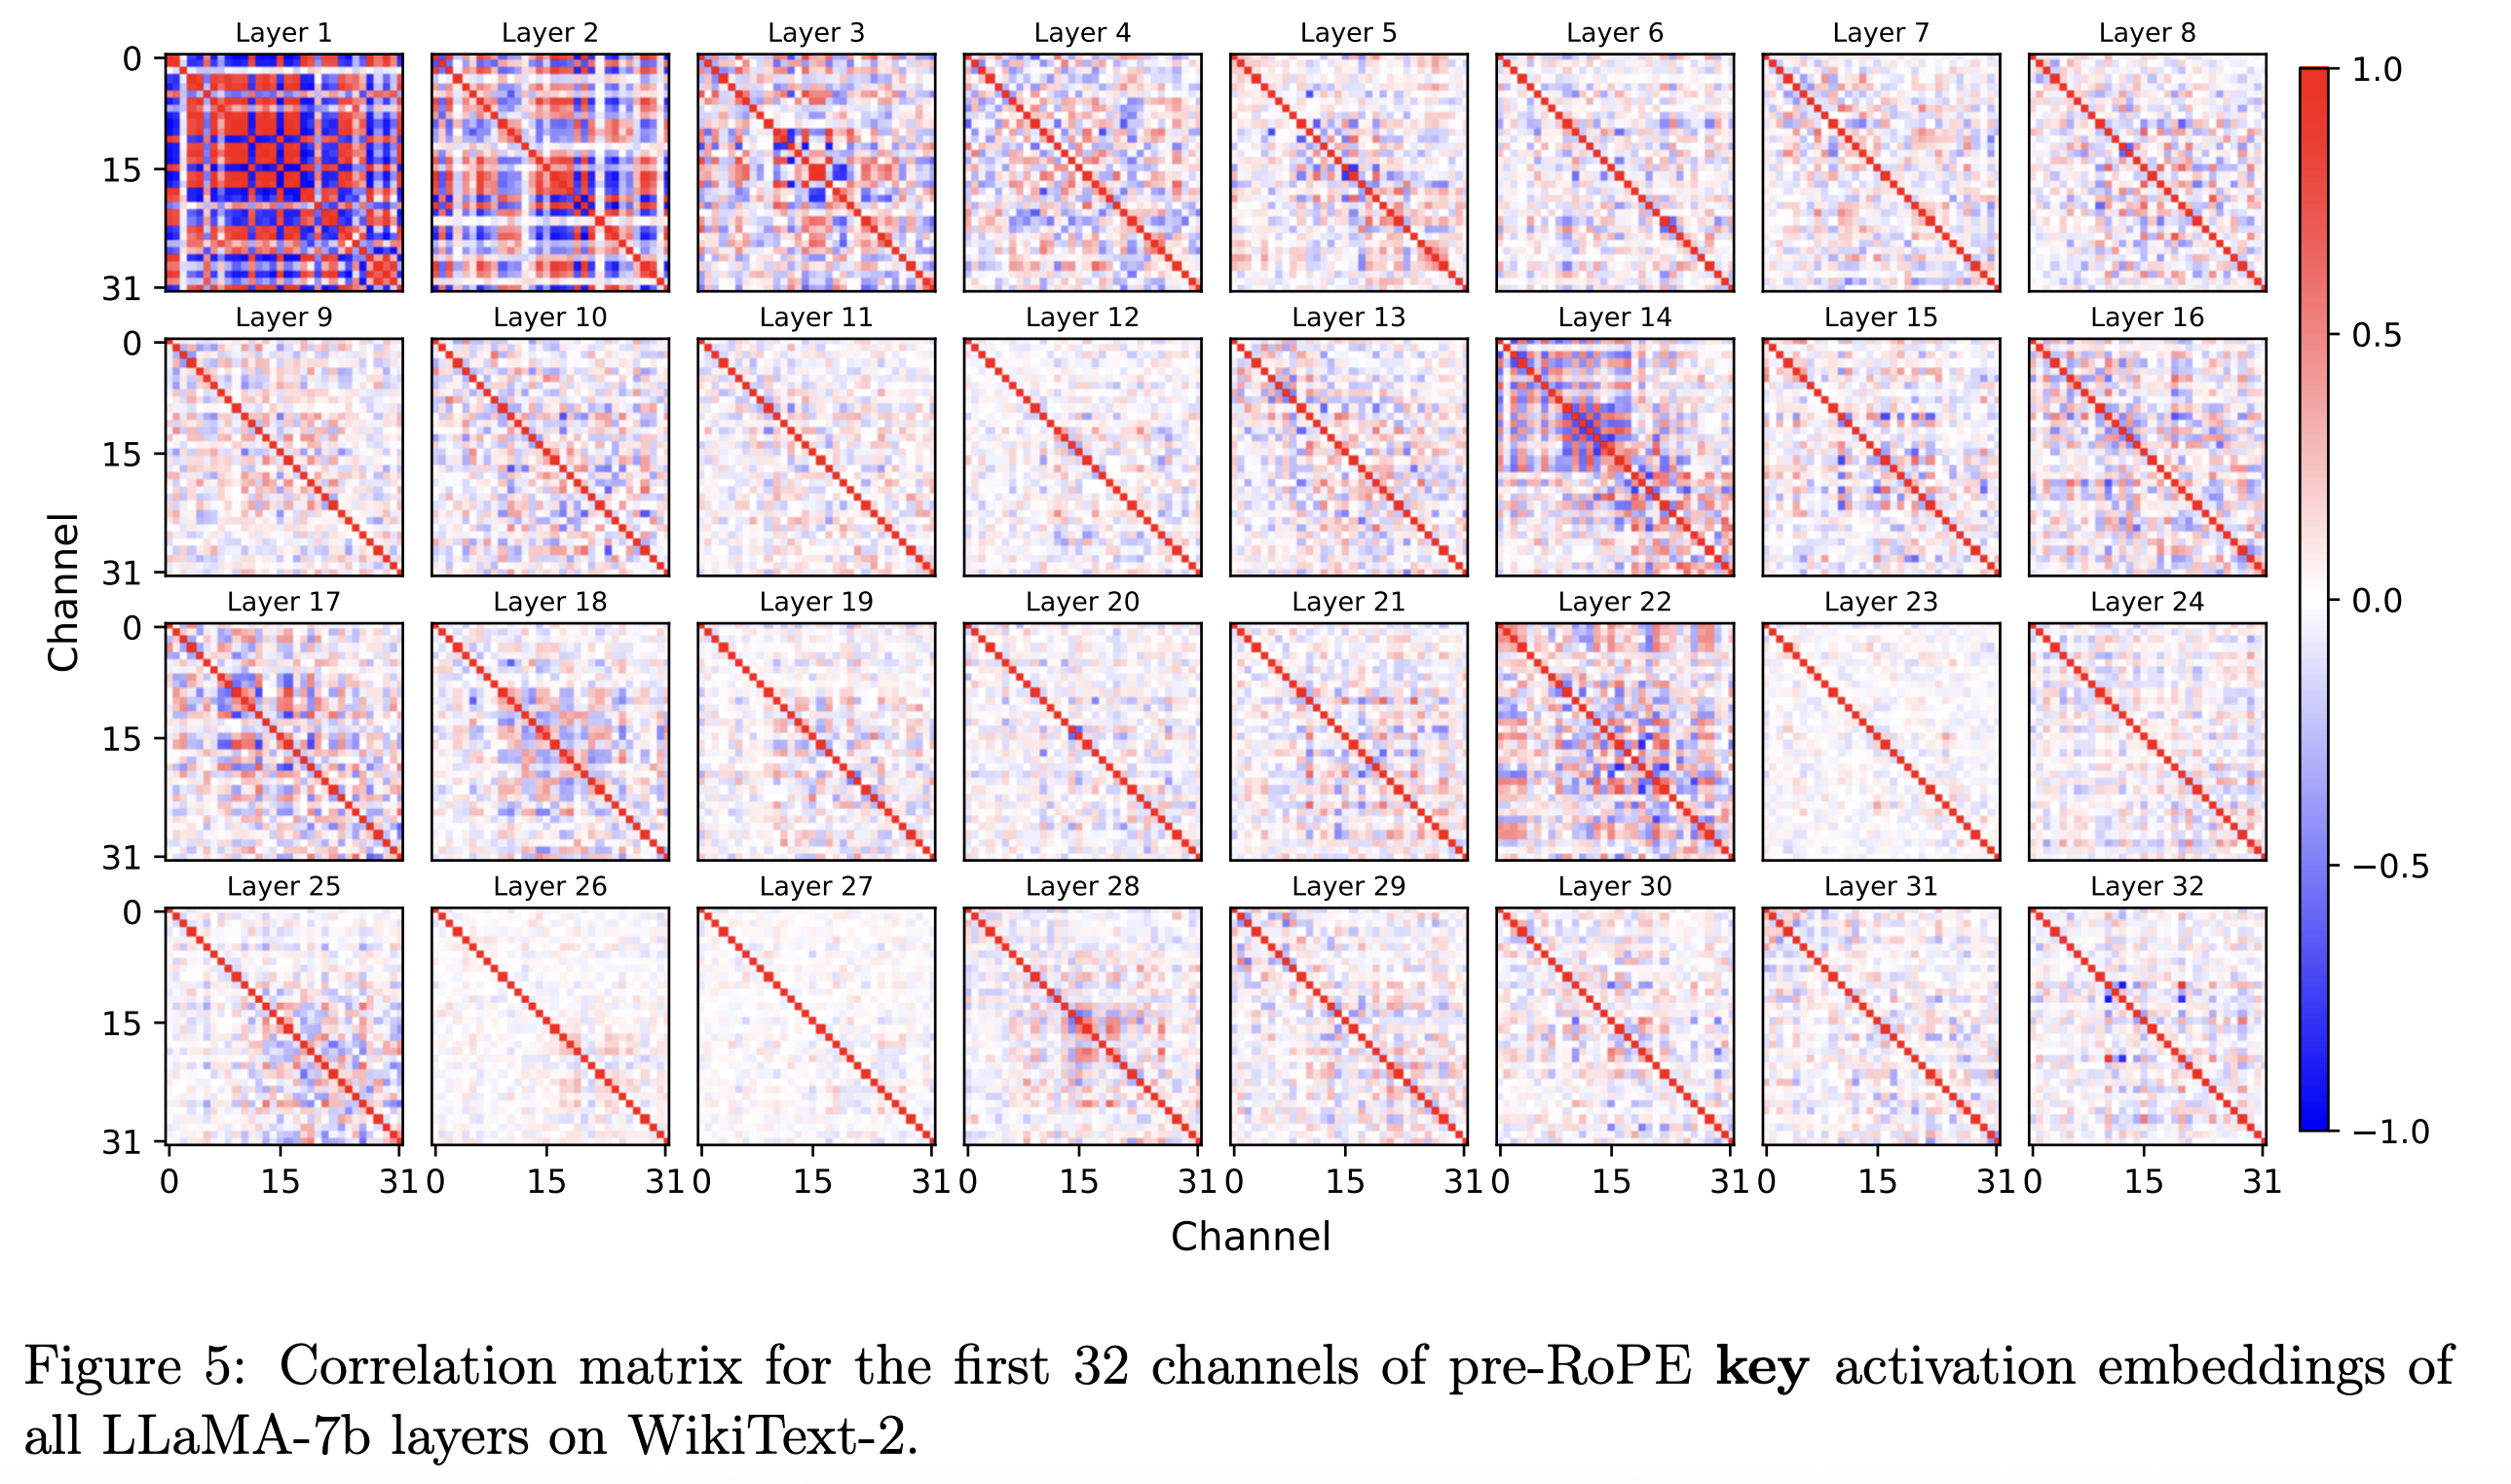 Layer 1 Layer 2 Layer 3 Layer 4 Layer 5 Layer 6 Layer 7 Layer 8
0
15
31
Layer 9 Layer 10 Layer 11 Layer 12 Layer 13 Layer 14 Layer 15 Layer 16
0
15
31
Layer 17 Layer 18 Layer 19 Layer 20 Layer 21 Layer 22 Layer 23 Layer 24
0
15
31
Layer 25 Layer 26 Layer 27 Layer 28 Layer 29 Layer 30 Layer 31 Layer 32
0
15
31
0 15 31 0 15 31 0 15 31 0 15 31 0 15 31 0 15 31 0 15 31 0 15 31
Channel
Channel
1.0
0.5
0.0
−0.5
−1.0
Figure 5: Correlation matrix for the first 32 channels of pre-RoPE key activation embeddings of
all LLaMA-7b layers on WikiText-2.